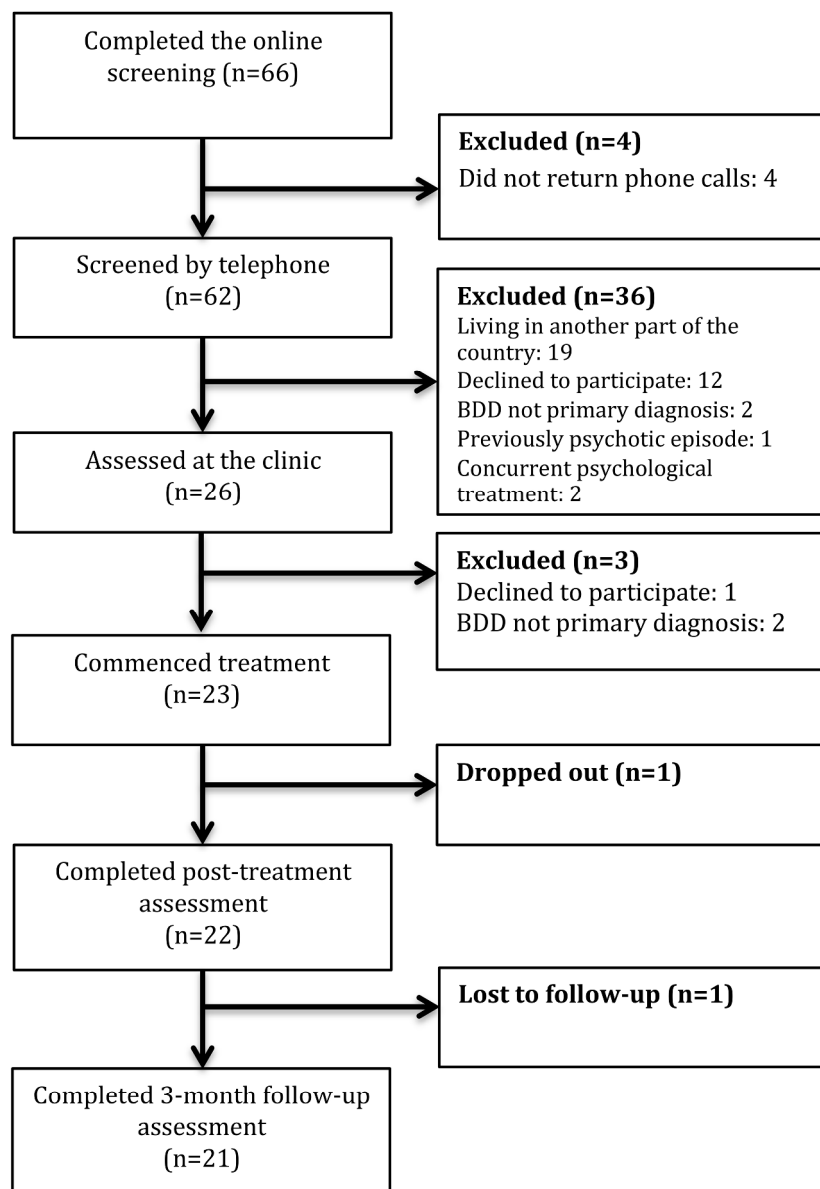 Completed the online
screening (n=66)
Excluded (n=4)
Did not return phone calls: 4
Screened by telephone
(n=62)
Excluded (n=36)
Living in another part of the
country: 19
Declined to participate: 12
BDD not primary diagnosis: 2
Previously psychotic episode: 1
Concurrent psychological
treatment: 2
Assessed at the clinic
(n=26)
Excluded (n=3)
Declined to participate: 1
BDD not primary diagnosis: 2
Commenced treatment
(n=23)
Dropped out (n=1)
Completed post-treatment
assessment
(n=22)
Lost to follow-up (n=1)
Completed 3-month follow-up
assessment
(n=21)